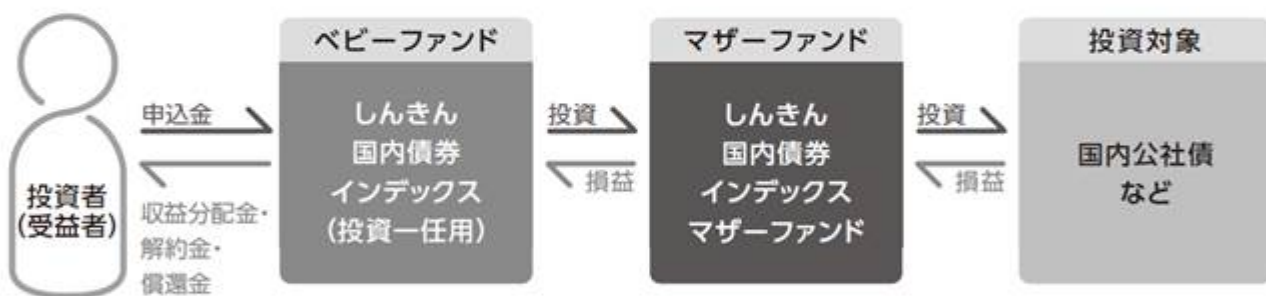 投資者
(受益者)
申込金
収益分配金・
解約金・
償還金
ベビーファンド
しんきん
国内債券
インデックス
(投資一任用)
投資
損益
マザーファンド
しんきん
国内債券
インデックス
マザーファンド
投資
損益
投資対象
国内公社債
など